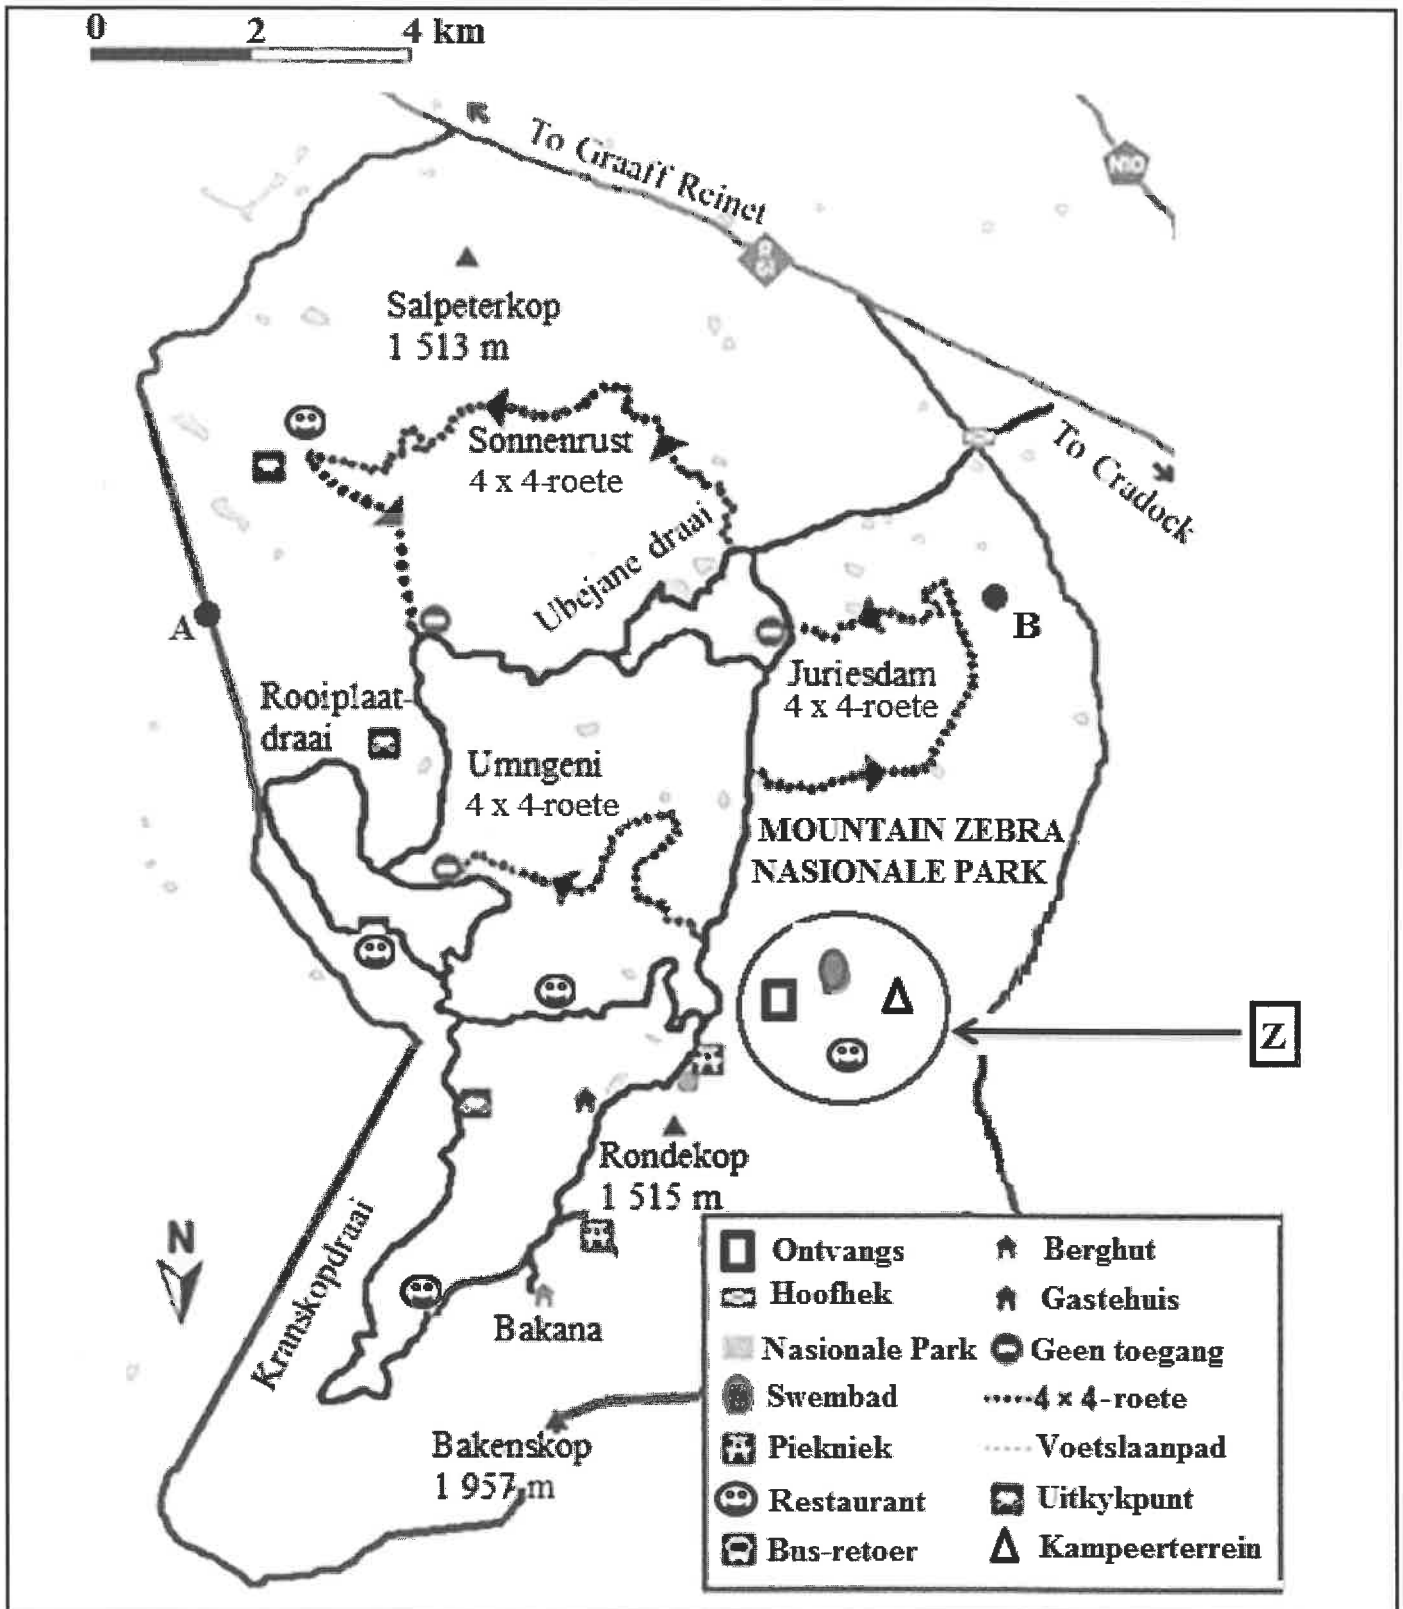 0 2 4 km
To Graaff Reinet
N10
R
61
Salpeterkop
1 513 m
Sonnenrust
4 x 4-roete
To Cradock
Ubejane draai
A
B
Juriesdam
4 x 4-roete
Rooiplaat-
draai
Umngeni
4 x 4-roete
MOUNTAIN ZEBRA
NASIONALE PARK
Z
Rondekop
1 515 m
N
Kranskopdraai
Bakana
Bakenskop
1 957 m
Ontvangs
Hoofhek
Nasionale Park
Swembad
Piekniek
Restaurant
Bus-retoer
Berghut
Gastehuis
Geen toegang
4 × 4-roete
Voetslaanpad
Uitkykpunt
Kampeerterrein